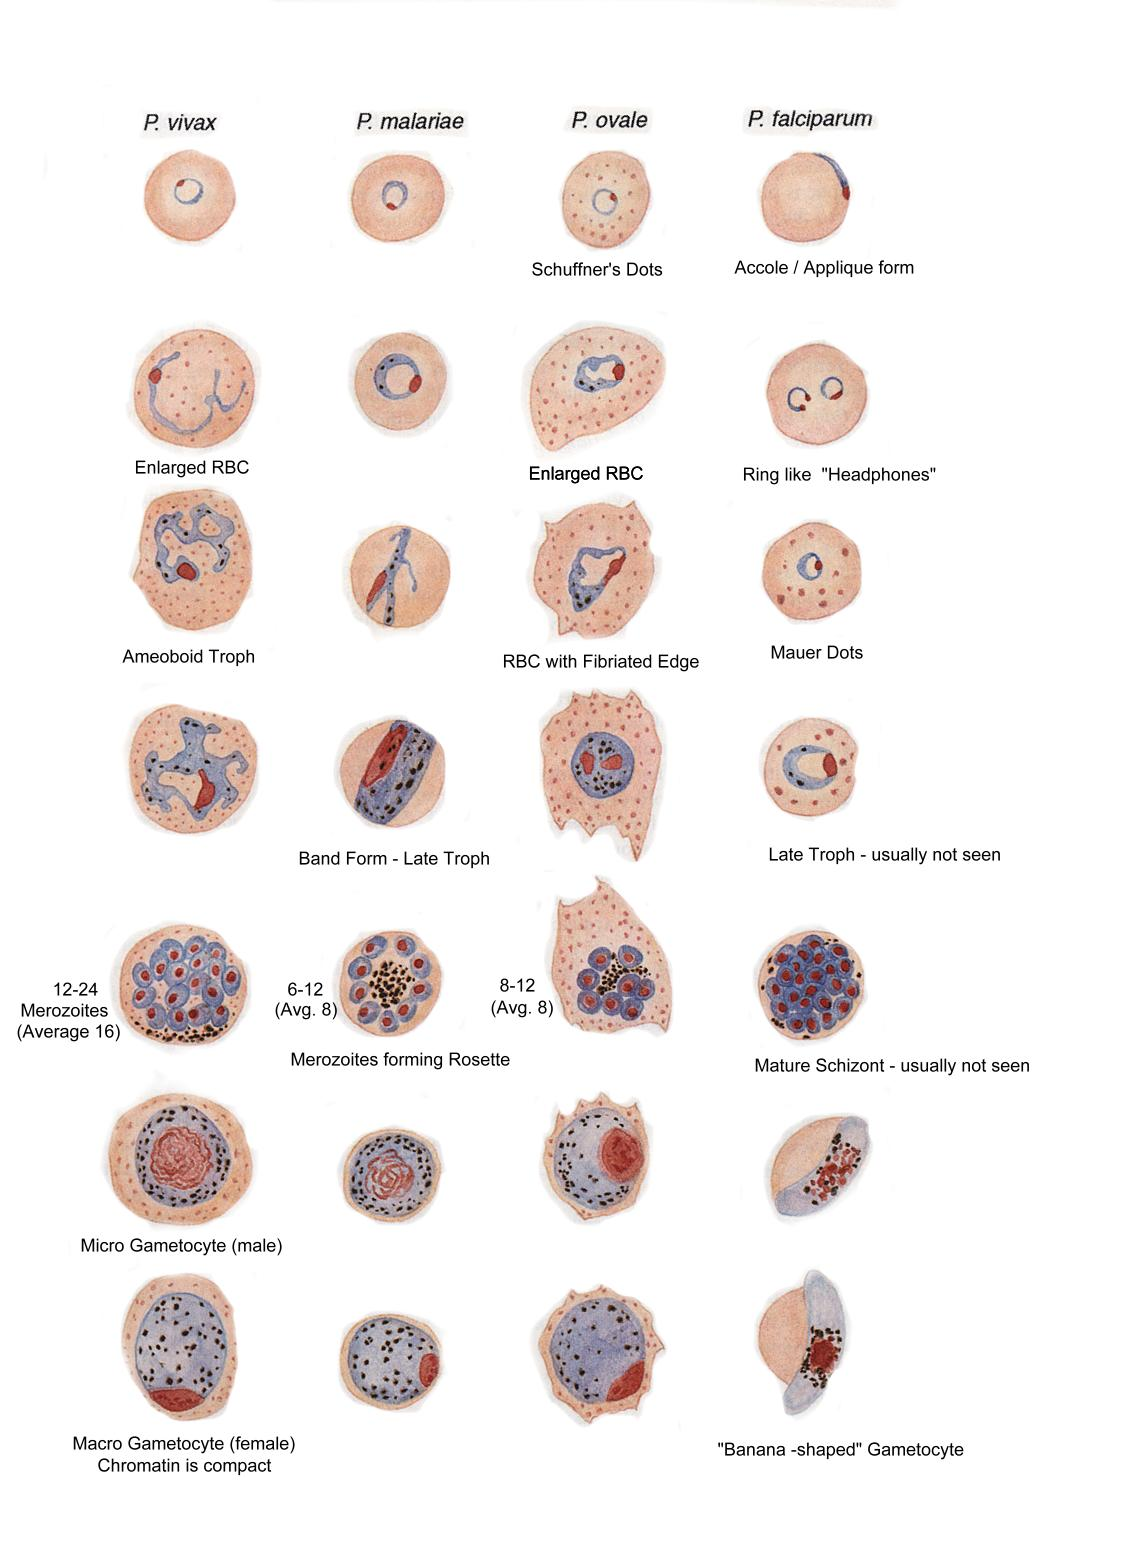 P. vivax
P. malariae
P. ovale
P. falciparum
Schuffner's Dots
Accole / Applique form
Enlarged RBC
Enlarged RBC
Ring like "Headphones"
Ameoboid Troph
RBC with Fibriated Edge
Mauer Dots
Band Form - Late Troph
Late Troph - usually not seen
12-24
Merozoites
(Average 16)
6-12
(Avg. 8)
8-12
(Avg. 8)
Merozoites forming Rosette
Mature Schizont - usually not seen
Micro Gametocyte (male)
Macro Gametocyte (female)
Chromatin is compact
"Banana -shaped" Gametocyte